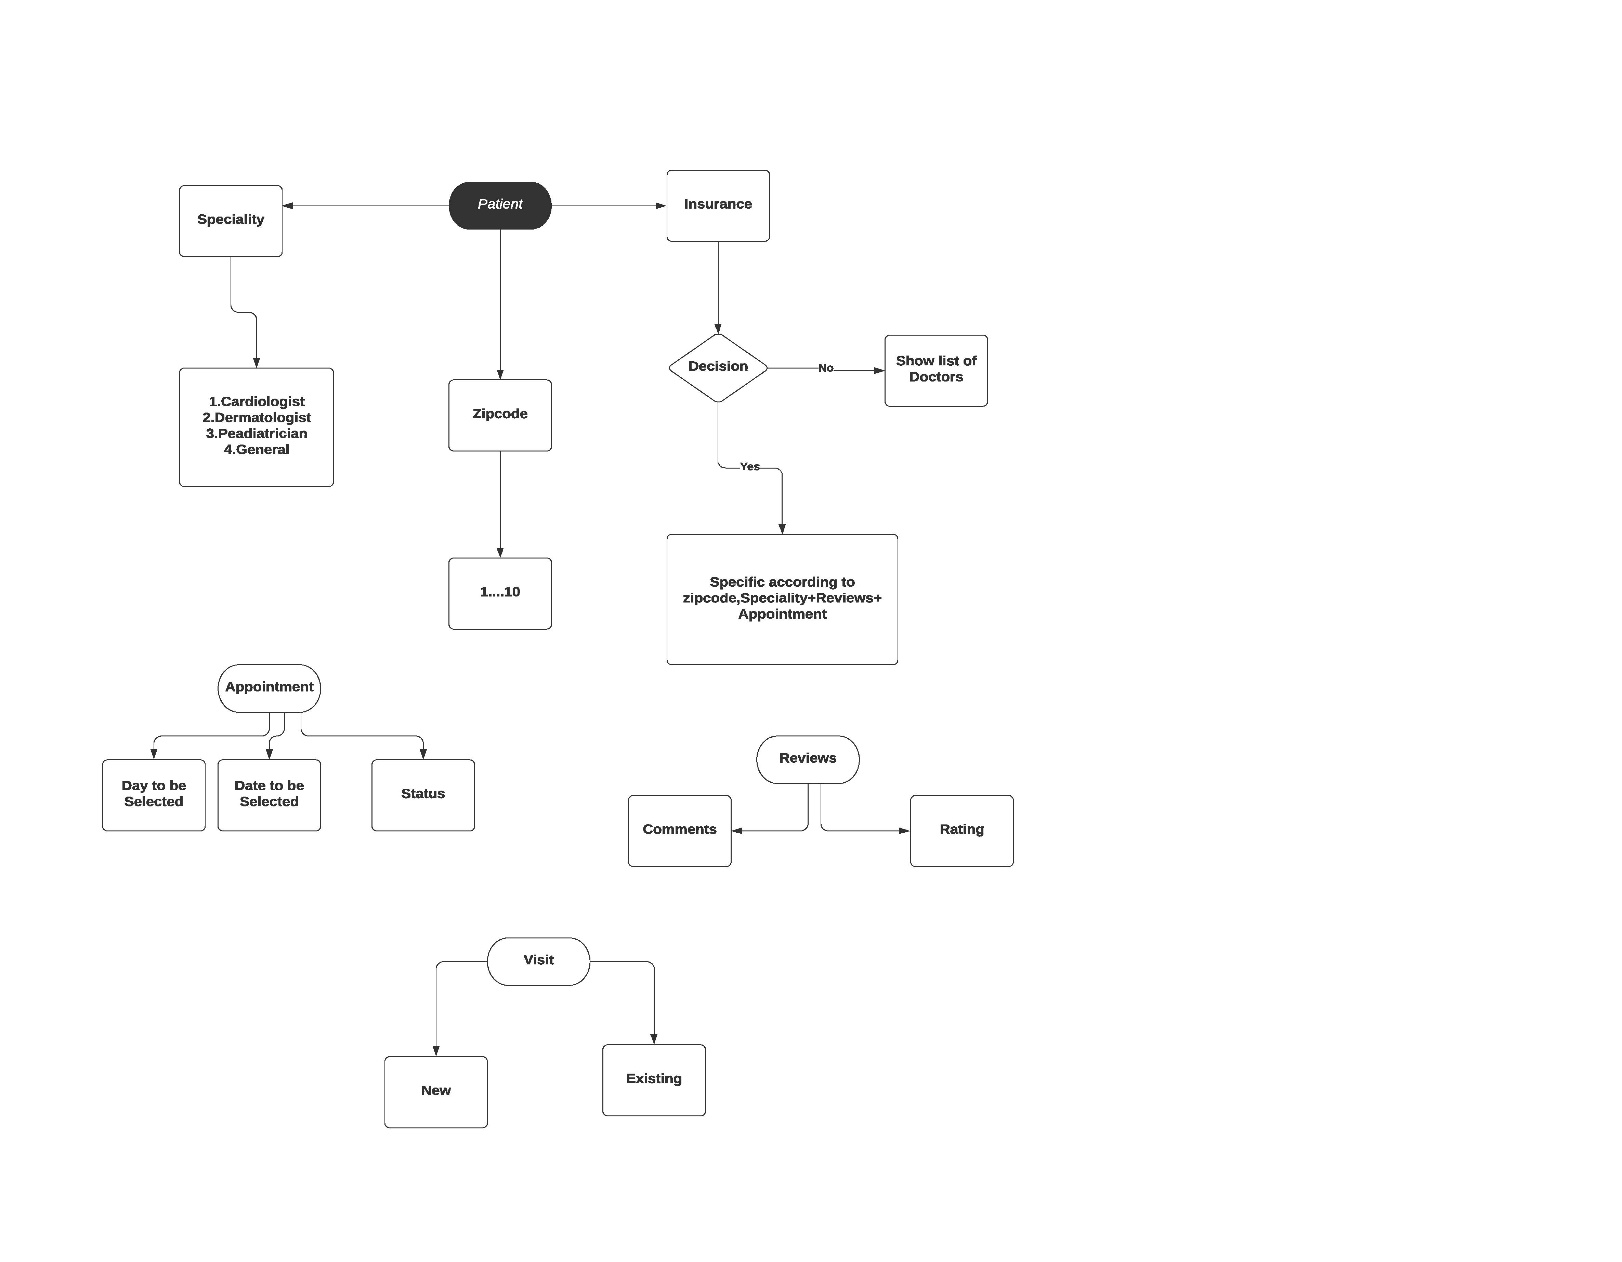 Patient
Speciality
Insurance
Decision
No
Show list of
Doctors
1.Cardiologist
2.Dermatologist
3.Peadiatrician
4.General
Zipcode
Yes
1....10
Specific according to
zipcode,Speciality+Reviews+
Appointment
Appointment
Day to be
Selected
Date to be
Selected
Status
Reviews
Comments
Rating
Visit
New
Existing